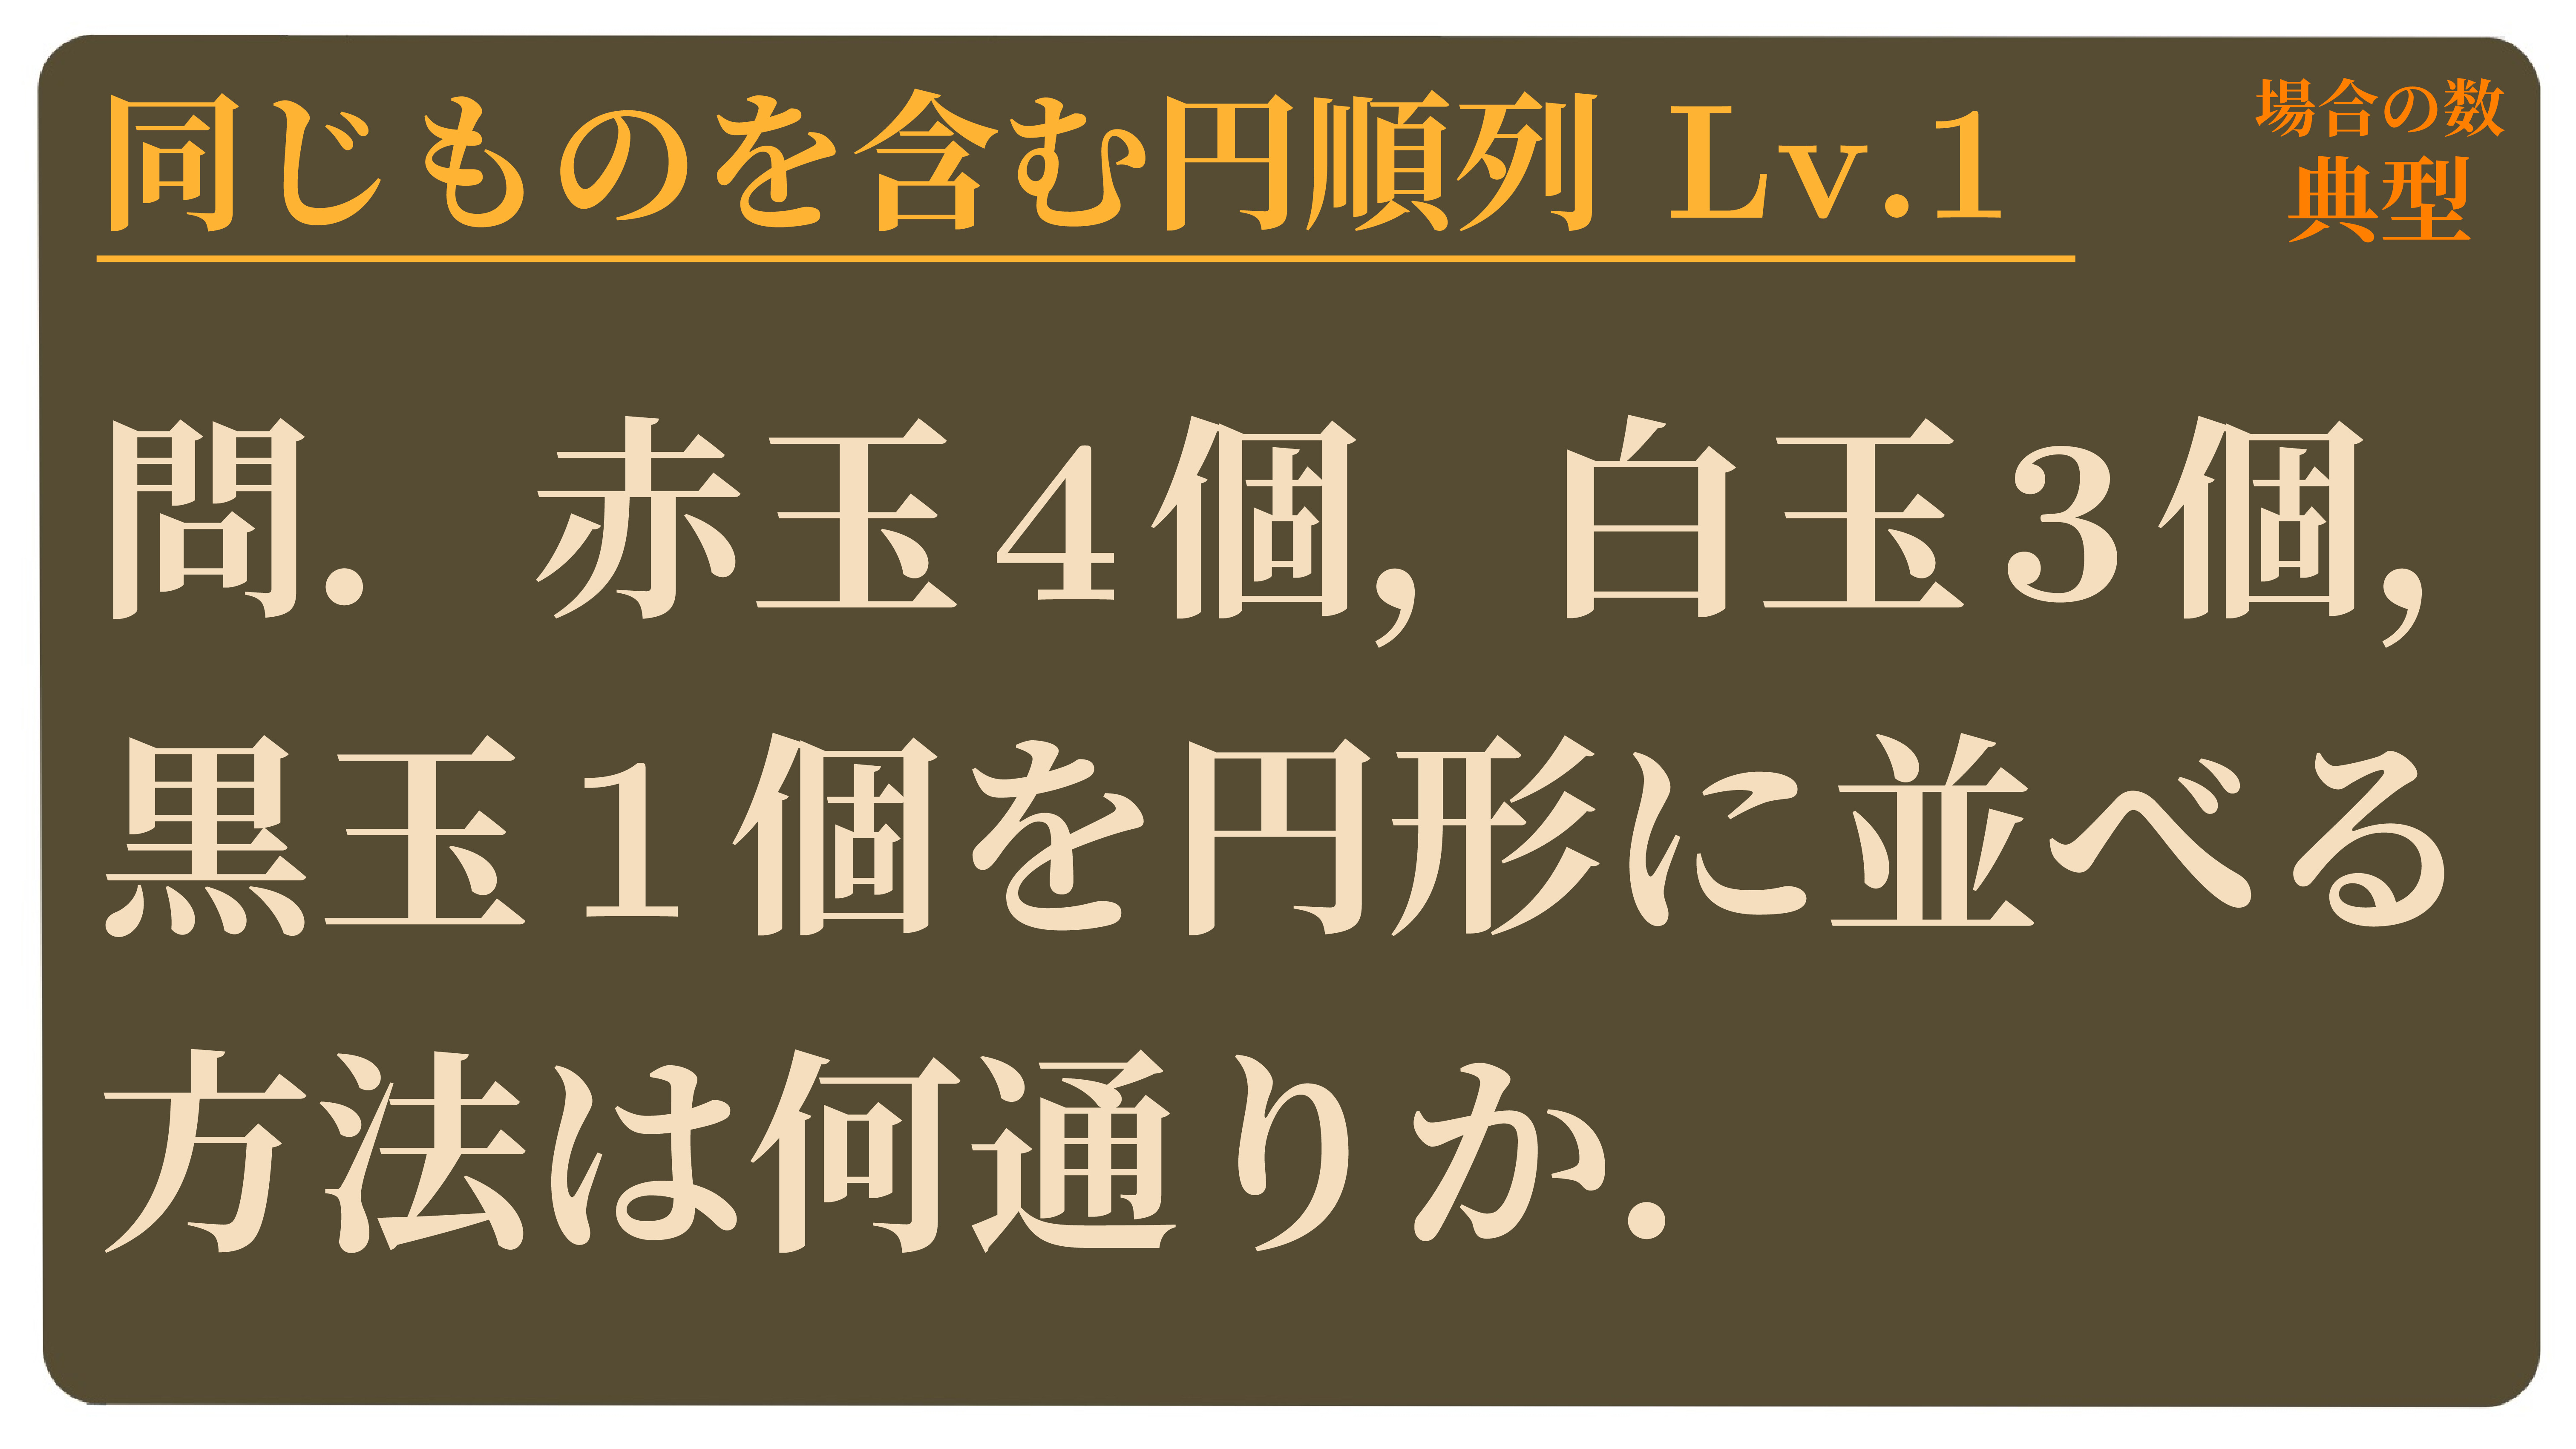 同じものを含む円順列 Lv.1
場合の数
典型
問. 赤玉4個, 白玉3個,
黒玉1個を円形に並べる
方法は何通りか.